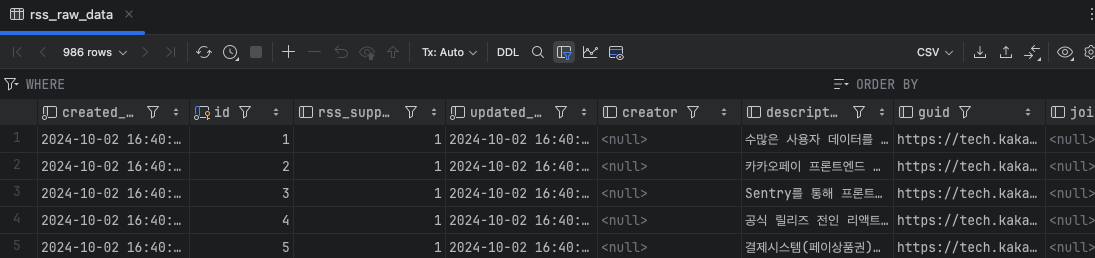 rss_raw_data
986 rows Tx: Auto DDL CSV
WHERE ORDER BY
created_... id rss_supp... updated_... creator descript... guid joi
1 2024-10-02 16:40:... 1 1 2024-10-02 16:40:... <null> 수많은 사용자 데이터를 ... https://tech.kaka... <null>
2 2024-10-02 16:40:... 2 1 2024-10-02 16:40:... <null> 카카오페이 프론트엔드 ... https://tech.kaka... <null>
3 2024-10-02 16:40:... 3 1 2024-10-02 16:40:... <null> Sentry를 통해 프론트... https://tech.kaka... <null>
4 2024-10-02 16:40:... 4 1 2024-10-02 16:40:... <null> 공식 릴리즈 전인 리액트... https://tech.kaka... <null>
5 2024-10-02 16:40:... 5 1 2024-10-02 16:40:... <null> 결제시스템(페이상품권)... https://tech.kaka... <null>